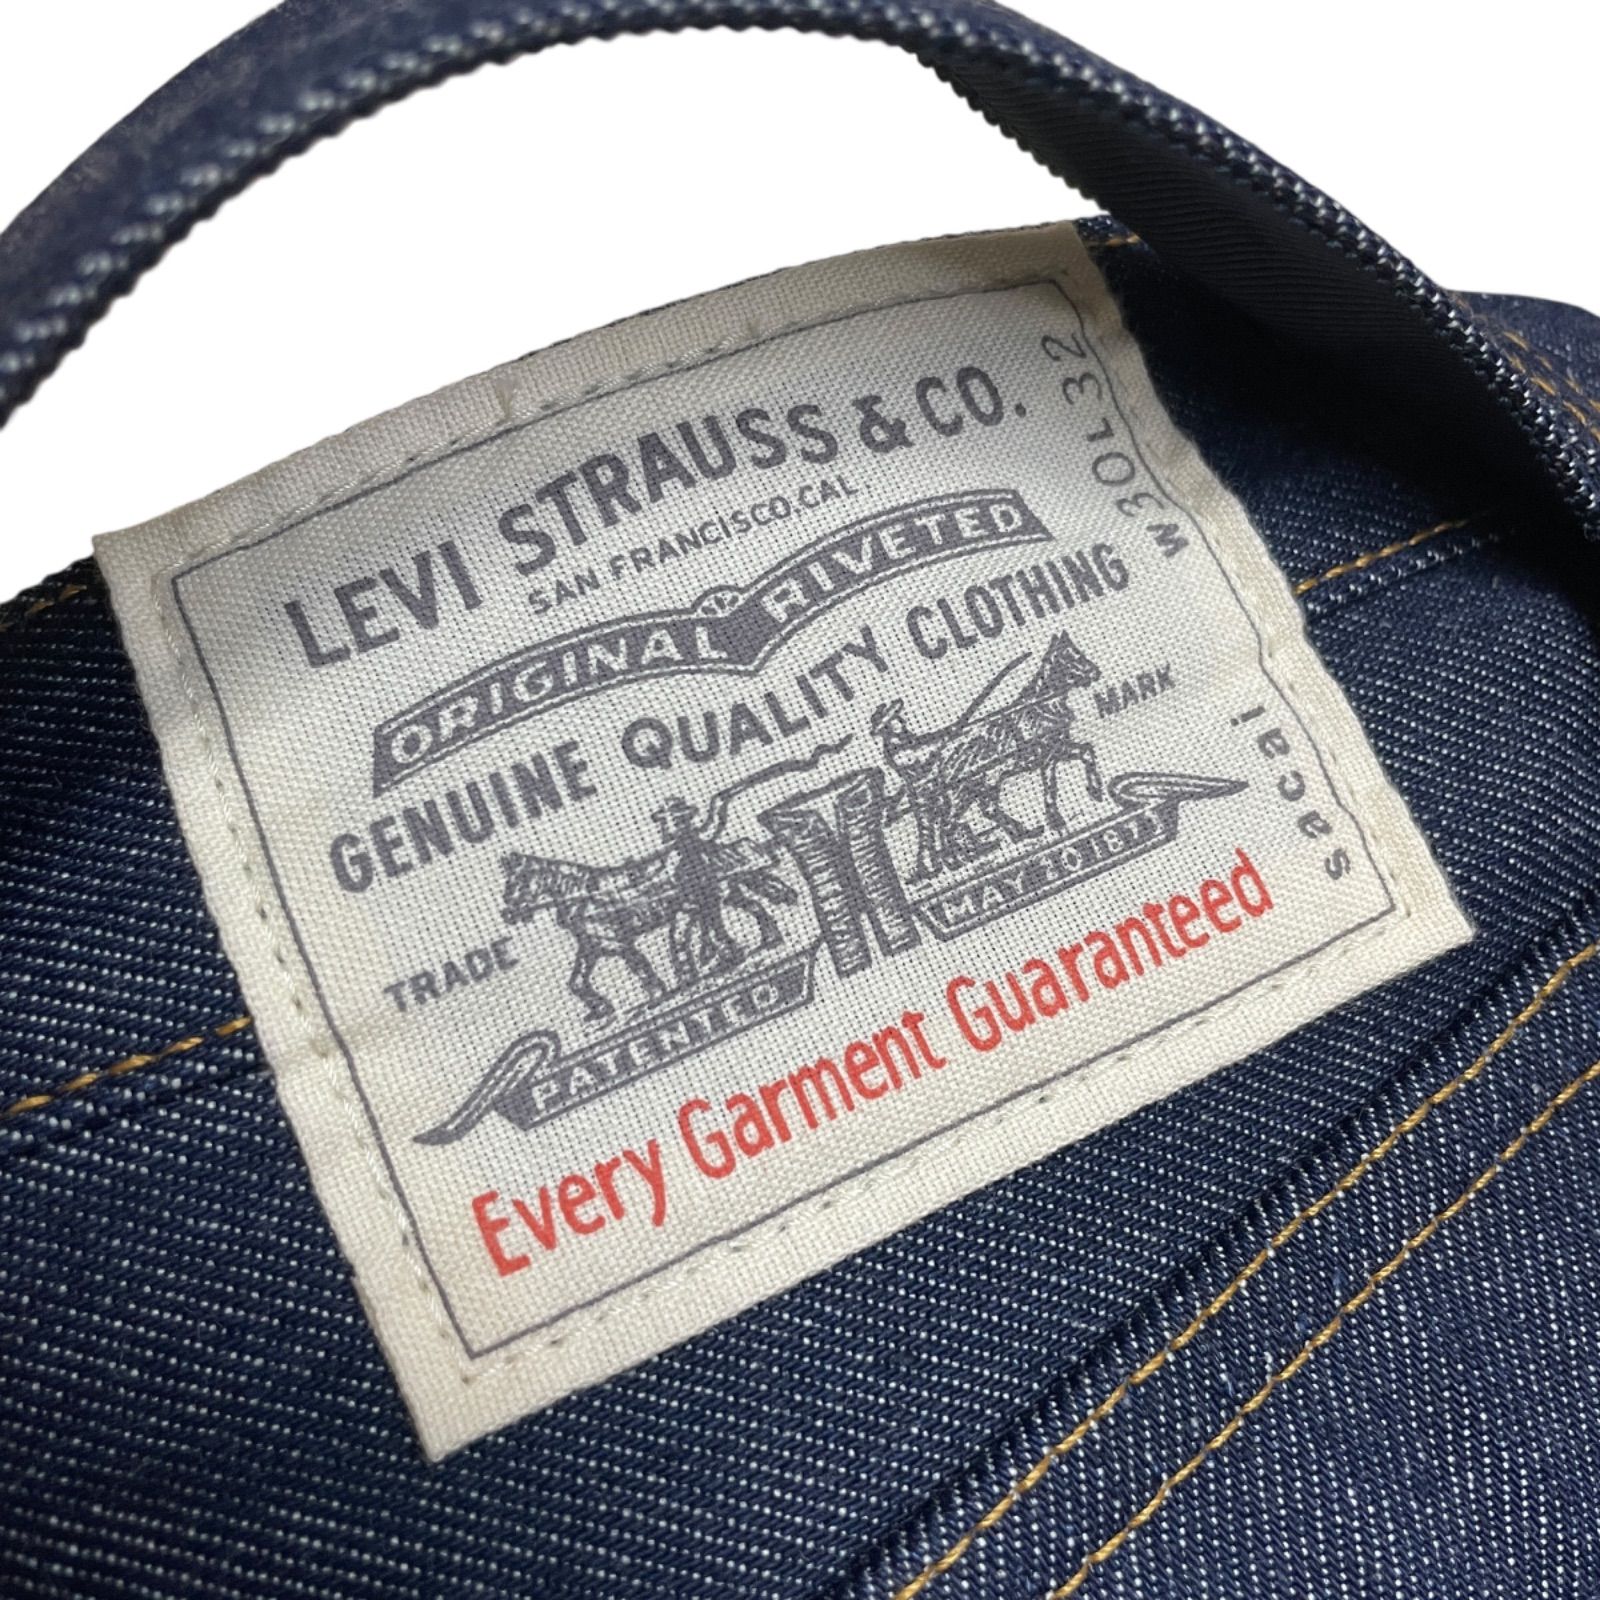 LEVI STRAUSS & CO.
SAN FRANCISCO, CAL
ORIGINAL RIVETED
GENUINE QUALITY CLOTHING
TRADE MARK
PATENTED MAY 20 1873
Every Garment Guaranteed
W30L32
sacai